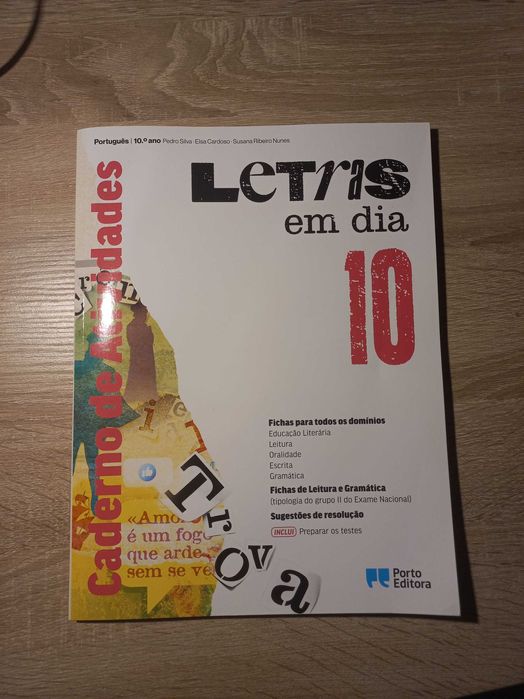 Português | 10.º ano Pedro Silva · Elsa Cardoso · Susana Ribeiro Nunes
Caderno de Atividades
LeTras
em dia
10
Fichas para todos os domínios
Educação Literária
Leitura
Oralidade
Escrita
Gramática
Fichas de Leitura e Gramática
(tipologia do grupo II do Exame Nacional)
Sugestões de resolução
INCLUI Preparar os testes
«Amor
é um fogo
que arde
sem se ve
Trova
Porto
Editora